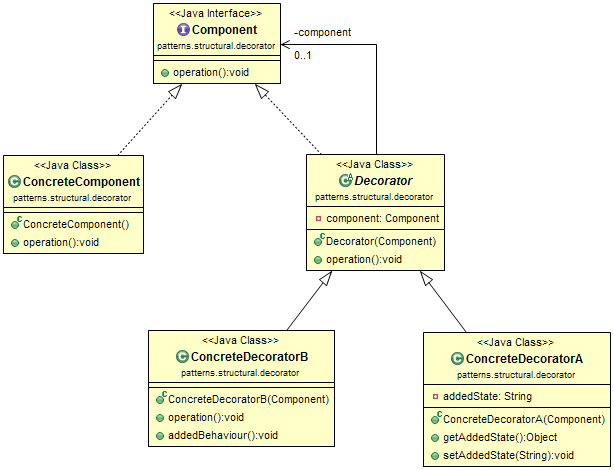 <<Java Interface>>
I Component
patterns.structural.decorator
operation():void
-component
0..1
<<Java Class>>
C ConcreteComponent
patterns.structural.decorator
C ConcreteComponent()
operation():void
<<Java Class>>
C A Decorator
patterns.structural.decorator
component: Component
C Decorator(Component)
operation():void
<<Java Class>>
C ConcreteDecoratorB
patterns.structural.decorator
C ConcreteDecoratorB(Component)
operation():void
addedBehaviour():void
<<Java Class>>
C ConcreteDecoratorA
patterns.structural.decorator
addedState: String
C ConcreteDecoratorA(Component)
getAddedState():Object
setAddedState(String):void